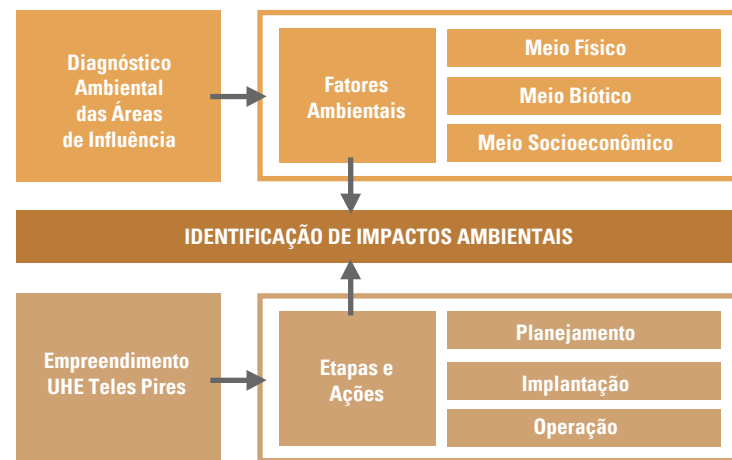 Diagnóstico
Ambiental
das Áreas
de Influência
Fatores
Ambientais
Meio Físico
Meio Biótico
Meio Socioeconômico
IDENTIFICAÇÃO DE IMPACTOS AMBIENTAIS
Empreendimento
UHE Teles Pires
Etapas e
Ações
Planejamento
Implantação
Operação